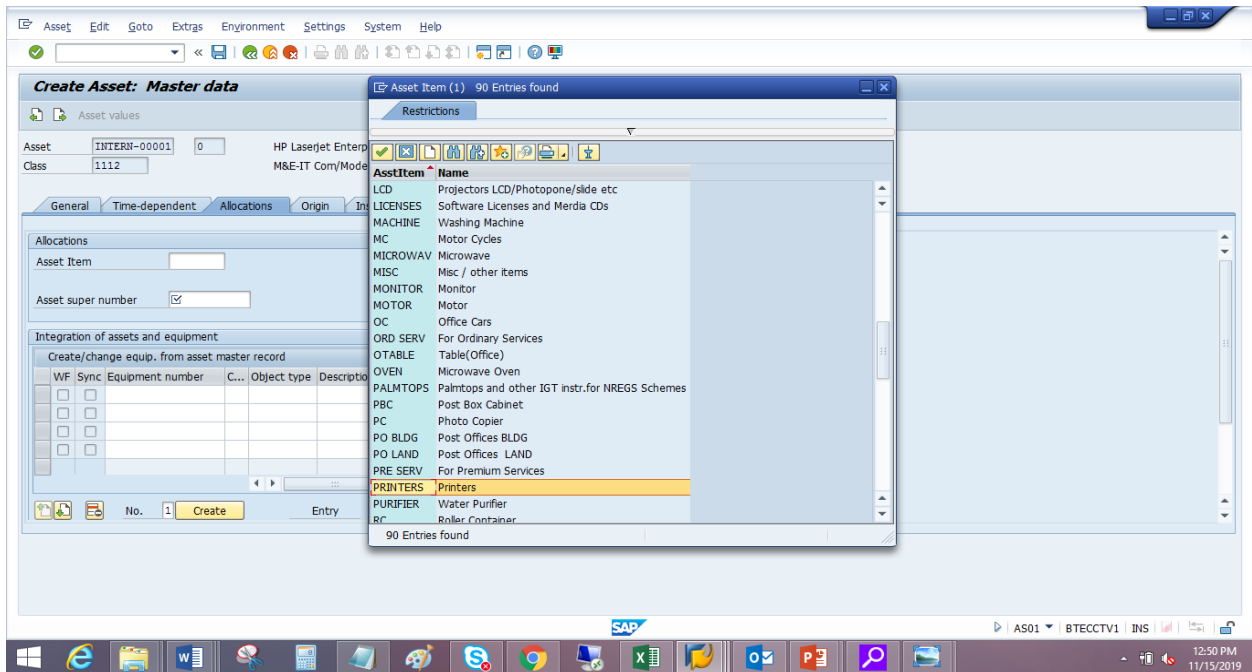 Asset Edit Goto Extras Environment Settings System Help
Create Asset: Master data
Asset values
Asset INTERN-00001 0 HP Laserjet Enterp
Class 1112 M&E-IT Com/Mode
General Time-dependent Allocations Origin Ins
Allocations
Asset Item
Asset super number
Integration of assets and equipment
Create/change equip. from asset master record
WF Sync Equipment number C... Object type Descriptio
No. 1 Create Entry
Asset Item (1) 90 Entries found
Restrictions
AsstItem Name
LCD Projectors LCD/Photopone/slide etc
LICENSES Software Licenses and Merdia CDs
MACHINE Washing Machine
MC Motor Cycles
MICROWAV Microwave
MISC Misc / other items
MONITOR Monitor
MOTOR Motor
OC Office Cars
ORD SERV For Ordinary Services
OTABLE Table(Office)
OVEN Microwave Oven
PALMTOPS Palmtops and other IGT instr.for NREGS Schemes
PBC Post Box Cabinet
PC Photo Copier
PO BLDG Post Offices BLDG
PO LAND Post Offices LAND
PRE SERV For Premium Services
PRINTERS Printers
PURIFIER Water Purifier
RC Roller Container
90 Entries found
SAP
AS01 BTECCTV1 INS
12:50 PM
11/15/2019